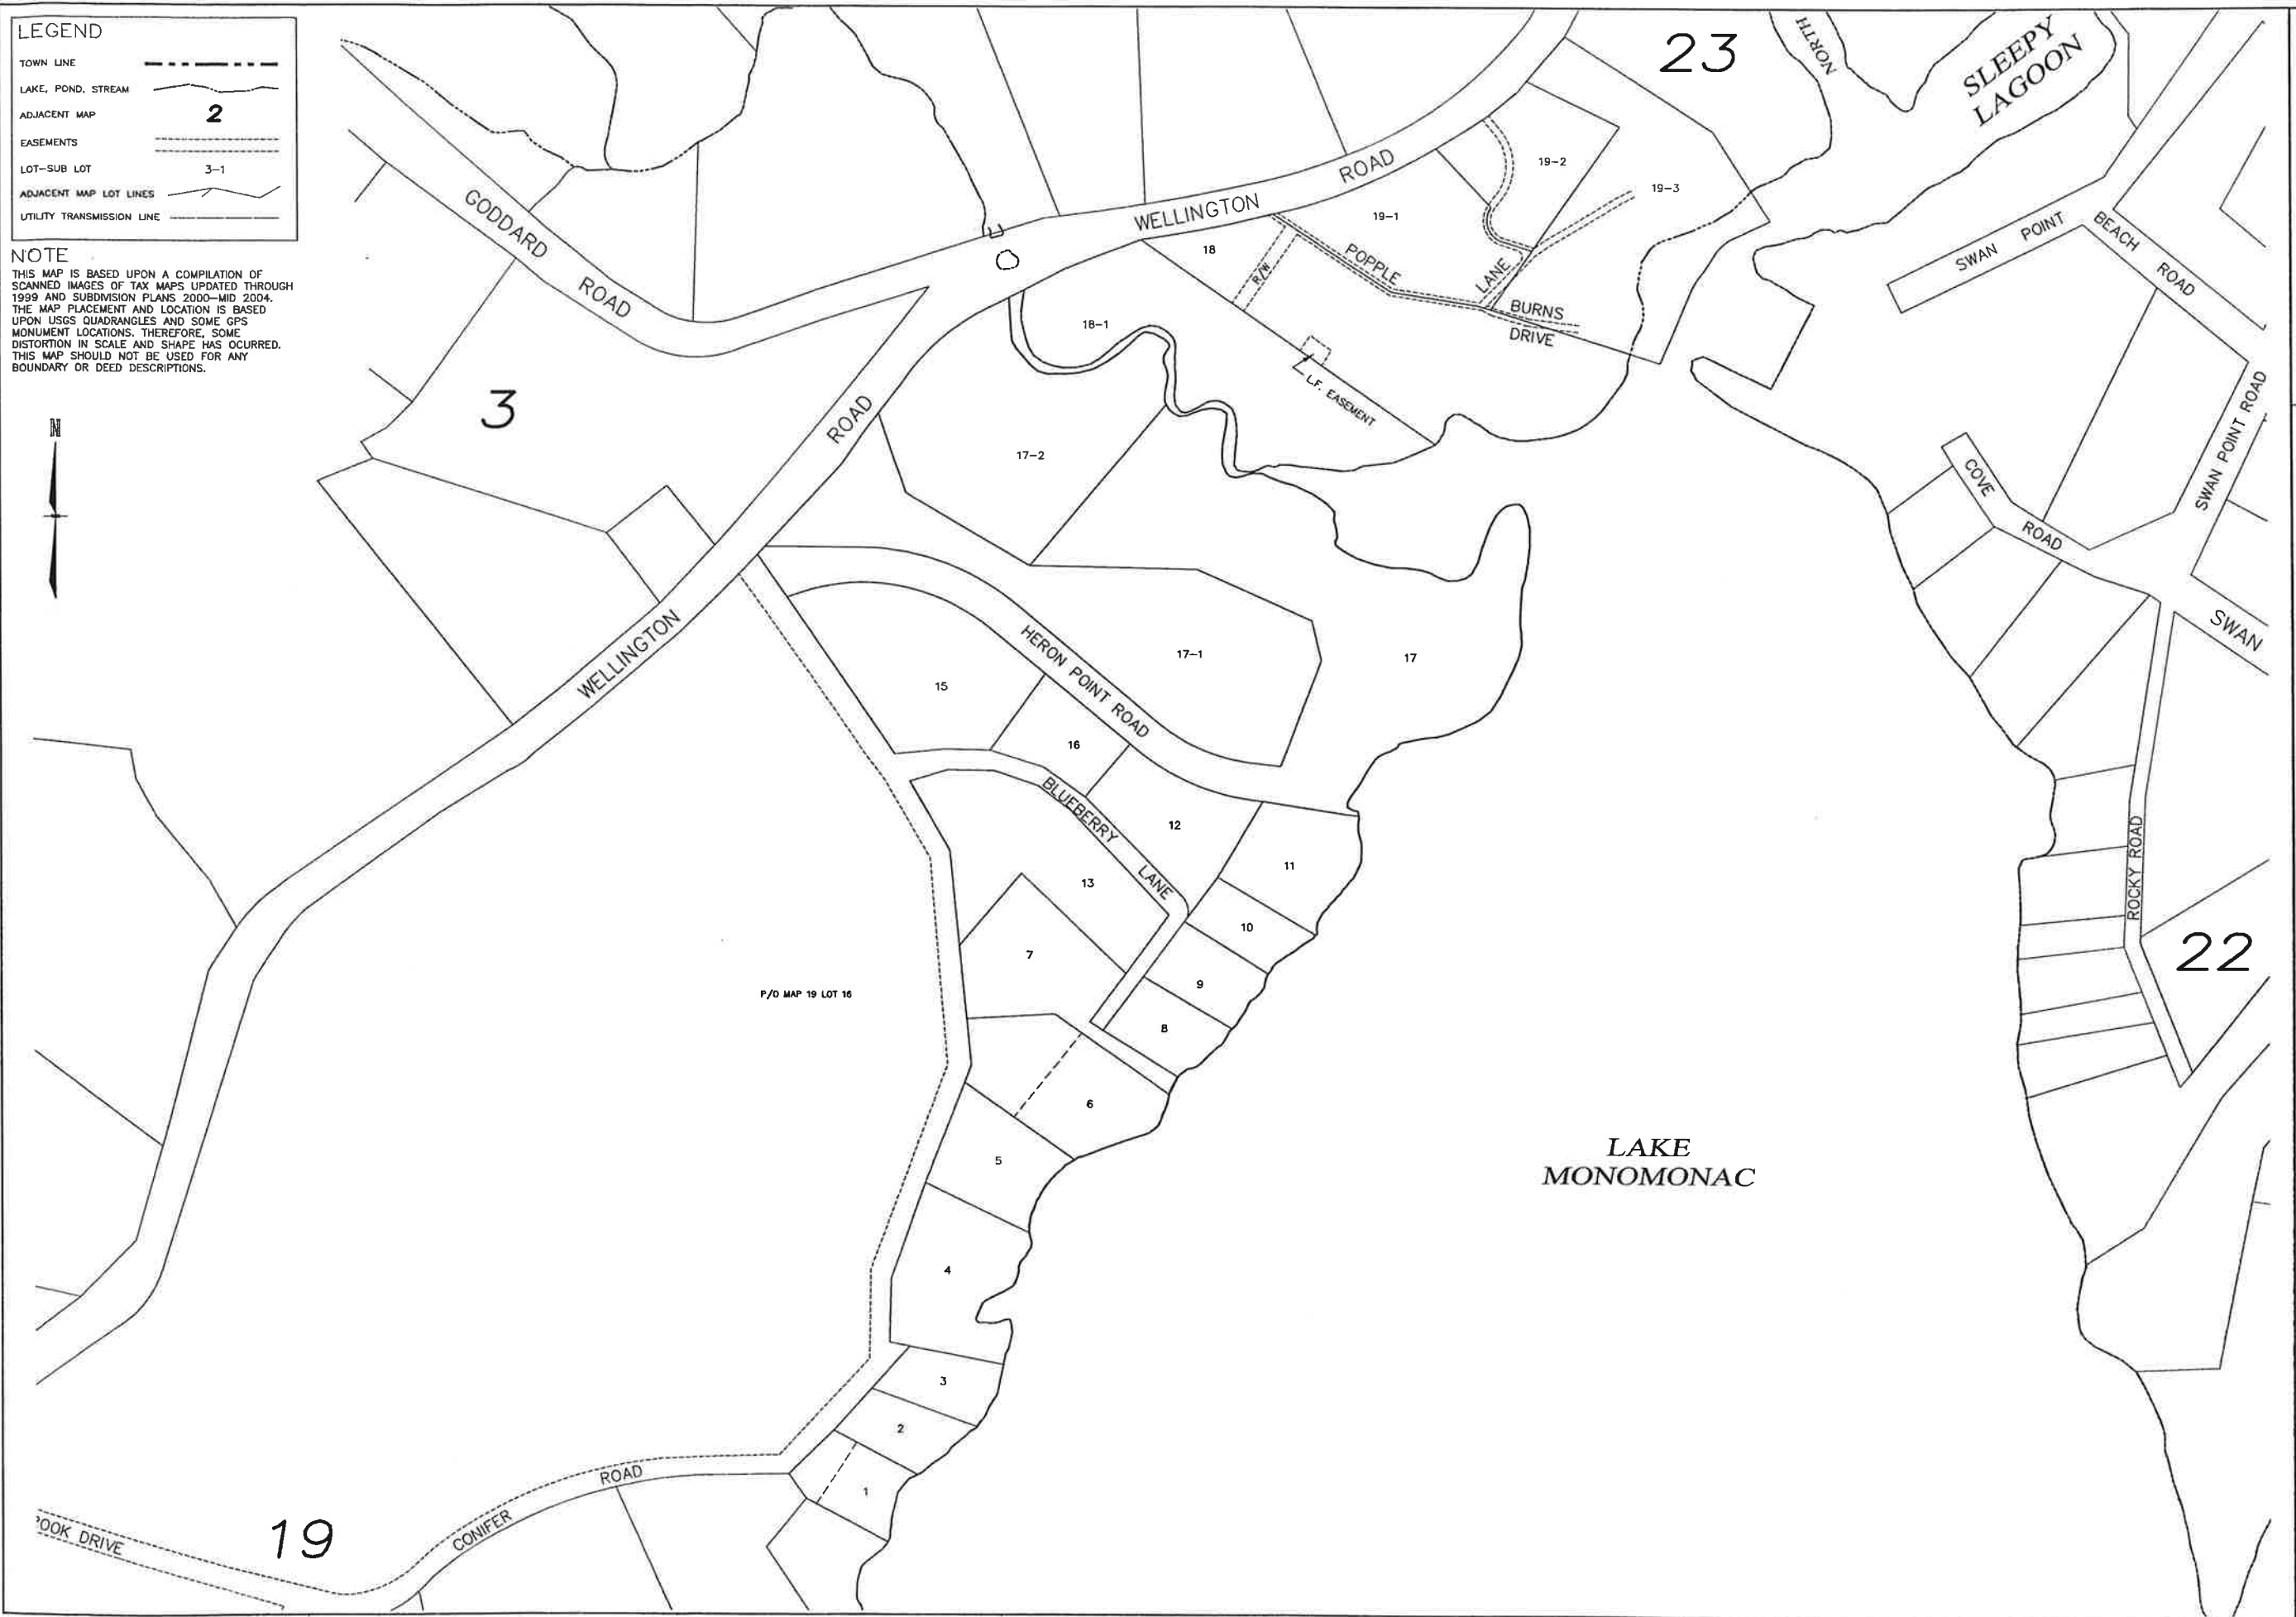 LEGEND
TOWN LINE
LAKE, POND, STREAM
ADJACENT MAP 2
EASEMENTS
LOT-SUB LOT 3-1
ADJACENT MAP LOT LINES
UTILITY TRANSMISSION LINE
NOTE
THIS MAP IS BASED UPON A COMPILATION OF
SCANNED IMAGES OF TAX MAPS UPDATED THROUGH
1999 AND SUBDIVISION PLANS 2000-MID 2004.
THE MAP PLACEMENT AND LOCATION IS BASED
UPON USGS QUADRANGLES AND SOME GPS
MONUMENT LOCATIONS. THEREFORE, SOME
DISTORTION IN SCALE AND SHAPE HAS OCURRED.
THIS MAP SHOULD NOT BE USED FOR ANY
BOUNDARY OR DEED DESCRIPTIONS.
N
23
NORTH
SLEEPY
LAGOON
GODDARD ROAD
WELLINGTON ROAD
19-2
19-3
19-1
18
R/W
POPPLE LANE
BURNS
DRIVE
18-1
L.F. EASEMENT
SWAN POINT
BEACH ROAD
SWAN POINT ROAD
3
ROAD
17-2
COVE ROAD
SWAN
WELLINGTON
HERON POINT ROAD
17-1
17
15
16
BLUEBERRY LANE
12
11
13
10
7
9
8
P/O MAP 19 LOT 16
ROCKY ROAD
22
6
5
LAKE
MONOMONAC
4
3
2
1
CONIFER ROAD
19
OOK DRIVE